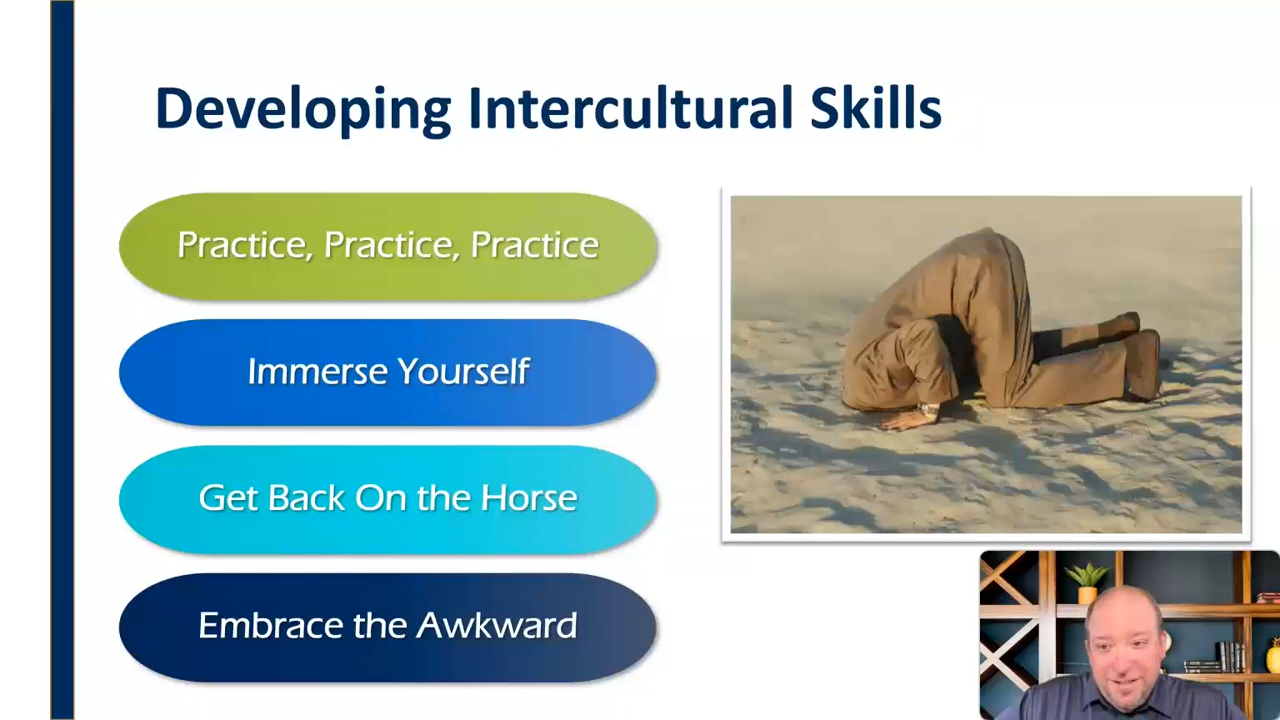 Developing Intercultural Skills
Practice, Practice, Practice
Immerse Yourself
Get Back On the Horse
Embrace the Awkward